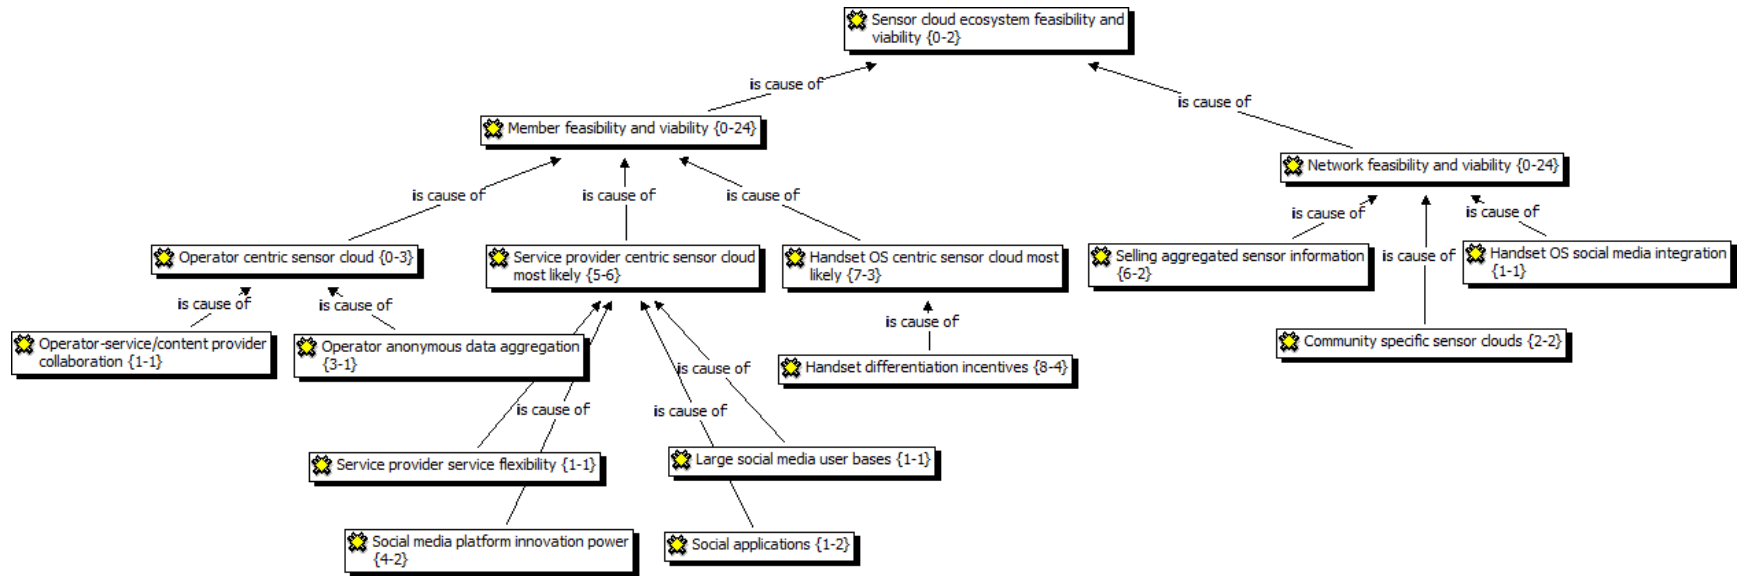 Sensor cloud ecosystem feasibility and
viability {0-2}
is cause of
is cause of
Member feasibility and viability {0-24}
Network feasibility and viability {0-24}
is cause of
is cause of
is cause of
is cause of
is cause of
is cause of
Operator centric sensor cloud {0-3}
Service provider centric sensor cloud
most likely {5-6}
Handset OS centric sensor cloud most
likely {7-3}
Selling aggregated sensor information
{6-2}
Handset OS social media integration
{1-1}
is cause of
is cause of
is cause of
Operator-service/content provider
collaboration {1-1}
Operator anonymous data aggregation
{3-1}
Community specific sensor clouds {2-2}
is cause of
Handset differentiation incentives {8-4}
is cause of
is cause of
Service provider service flexibility {1-1}
Large social media user bases {1-1}
Social media platform innovation power
{4-2}
Social applications {1-2}